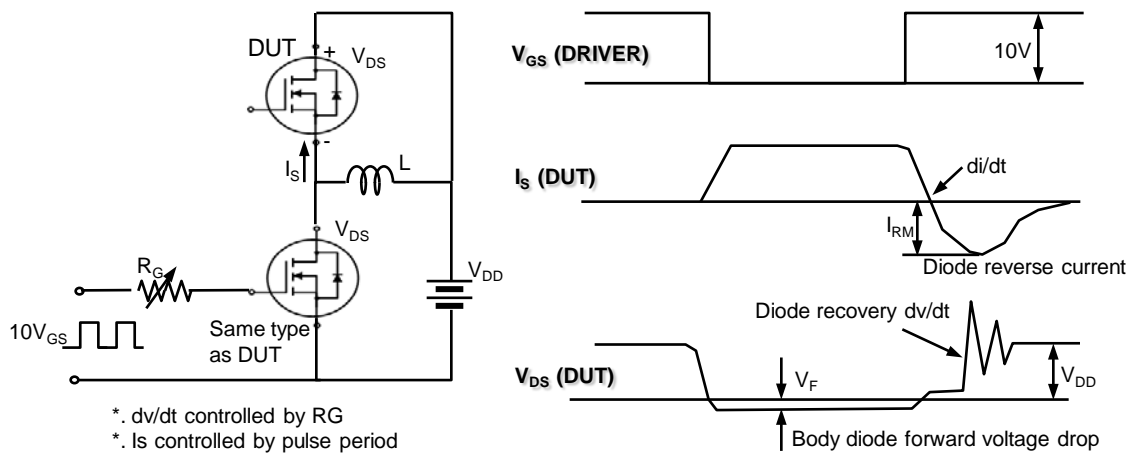 DUT
+
V_DS
-
I_S
L
V_DS
R_G
V_DD
10V_GS
Same type
as DUT
*. dv/dt controlled by RG
*. Is controlled by pulse period
V_GS (DRIVER)
10V
I_S (DUT)
di/dt
I_RM
Diode reverse current
Diode recovery dv/dt
V_DS (DUT)
V_F
V_DD
Body diode forward voltage drop